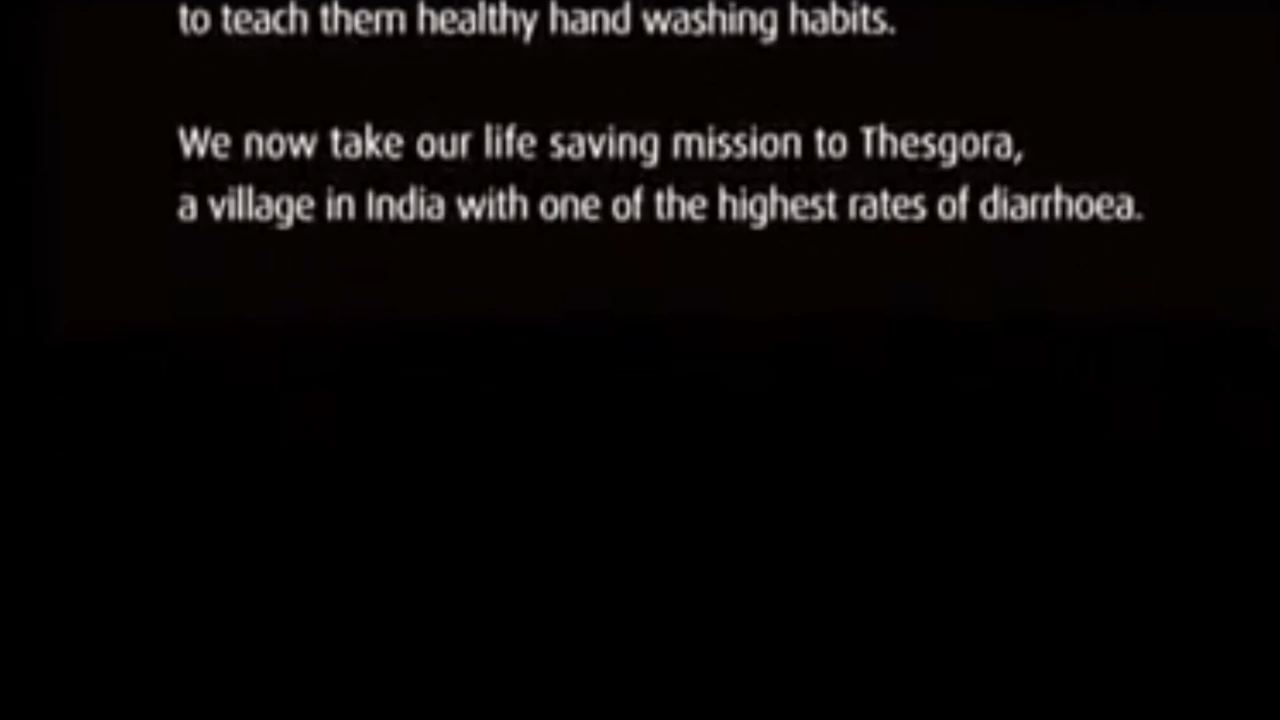 to teach them healthy hand washing habits.
We now take our life saving mission to Thesgora,
a village in India with one of the highest rates of diarrhoea.